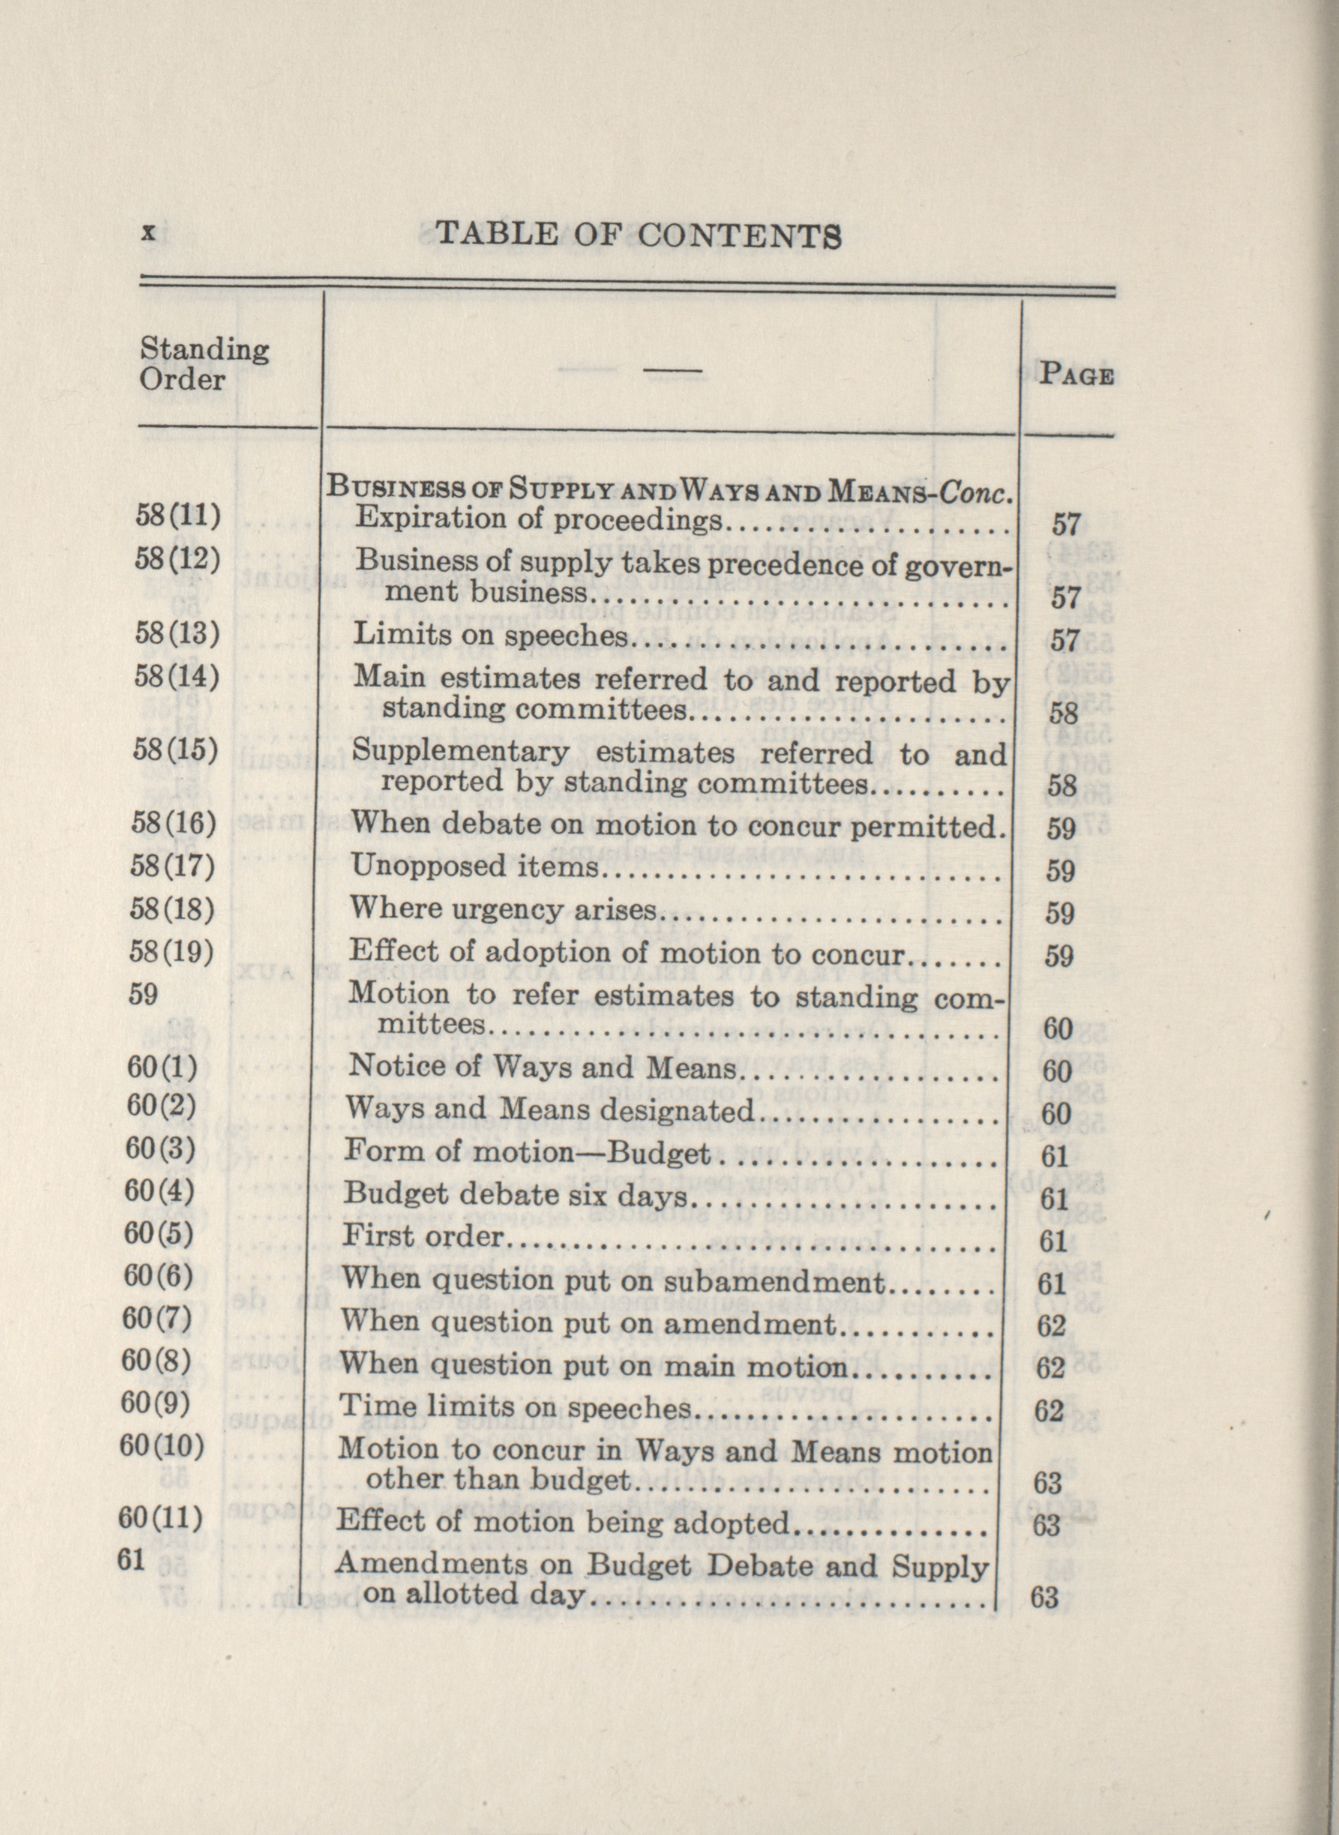 x TABLE OF CONTENTS
Standing
Order
— PAGE
BUSINESS OF SUPPLY AND WAYS AND MEANS-Conc.
58(11) Expiration of proceedings..................... 57
58(12) Business of supply takes precedence of govern-
ment business............................ 57
58(13) Limits on speeches............................ 57
58(14) Main estimates referred to and reported by
standing committees........................ 58
58(15) Supplementary estimates referred to and
reported by standing committees.......... 58
58(16) When debate on motion to concur permitted. 59
58(17) Unopposed items............................. 59
58(18) Where urgency arises........................ 59
58(19) Effect of adoption of motion to concur....... 59
59 Motion to refer estimates to standing com-
mittees................................... 60
60(1) Notice of Ways and Means.................. 60
60(2) Ways and Means designated................. 60
60(3) Form of motion—Budget................... 61
60(4) Budget debate six days...................... 61
60(5) First order.................................. 61
60(6) When question put on subamendment........ 61
60(7) When question put on amendment........... 62
60(8) When question put on main motion.......... 62
60(9) Time limits on speeches..................... 62
60(10) Motion to concur in Ways and Means motion
other than budget......................... 63
60(11) Effect of motion being adopted.............. 63
61 Amendments on Budget Debate and Supply
on allotted day............................ 63